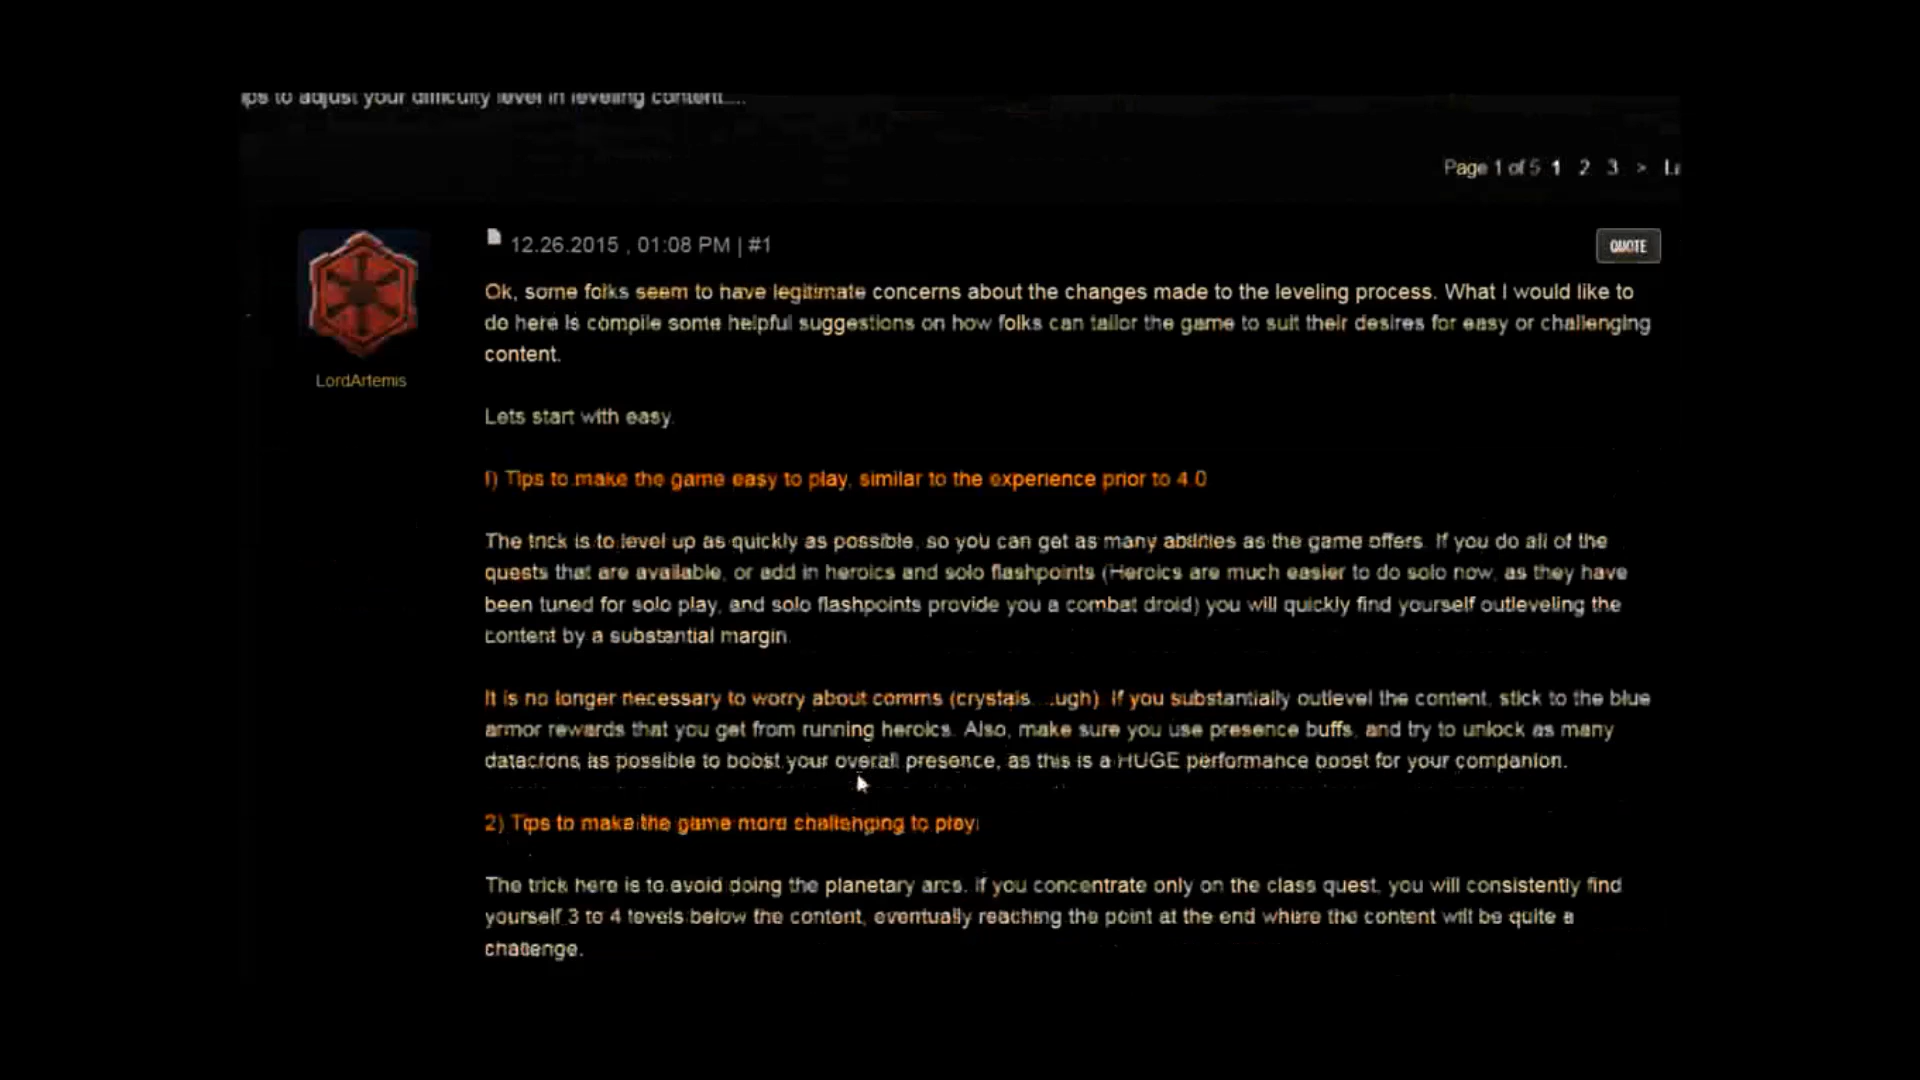 ips to adjust your difficulty level in leveling content....
Page 1 of 5 1 2 3 >
12.26.2015 , 01:08 PM | #1
QUOTE
LordArtemis
Ok, some folks seem to have legitimate concerns about the changes made to the leveling process. What I would like to
do here is compile some helpful suggestions on how folks can tailor the game to suit their desires for easy or challenging
content.
Lets start with easy.
1) Tips to make the game easy to play, similar to the experience prior to 4.0
The trick is to level up as quickly as possible, so you can get as many abilities as the game offers. If you do all of the
quests that are available, or add in heroics and solo flashpoints (Heroics are much easier to do solo now, as they have
been tuned for solo play, and solo flashpoints provide you a combat droid) you will quickly find yourself outleveling the
content by a substantial margin.
It is no longer necessary to worry about comms (crystals....ugh). If you substantially outlevel the content, stick to the blue
armor rewards that you get from running heroics. Also, make sure you use presence buffs, and try to unlock as many
datacrons as possible to boost your overall presence, as this is a HUGE performance boost for your companion.
2) Tips to make the game more challenging to play
The trick here is to avoid doing the planetary arcs. If you concentrate only on the class quest, you will consistently find
yourself 3 to 4 levels below the content, eventually reaching the point at the end where the content will be quite a
challenge.